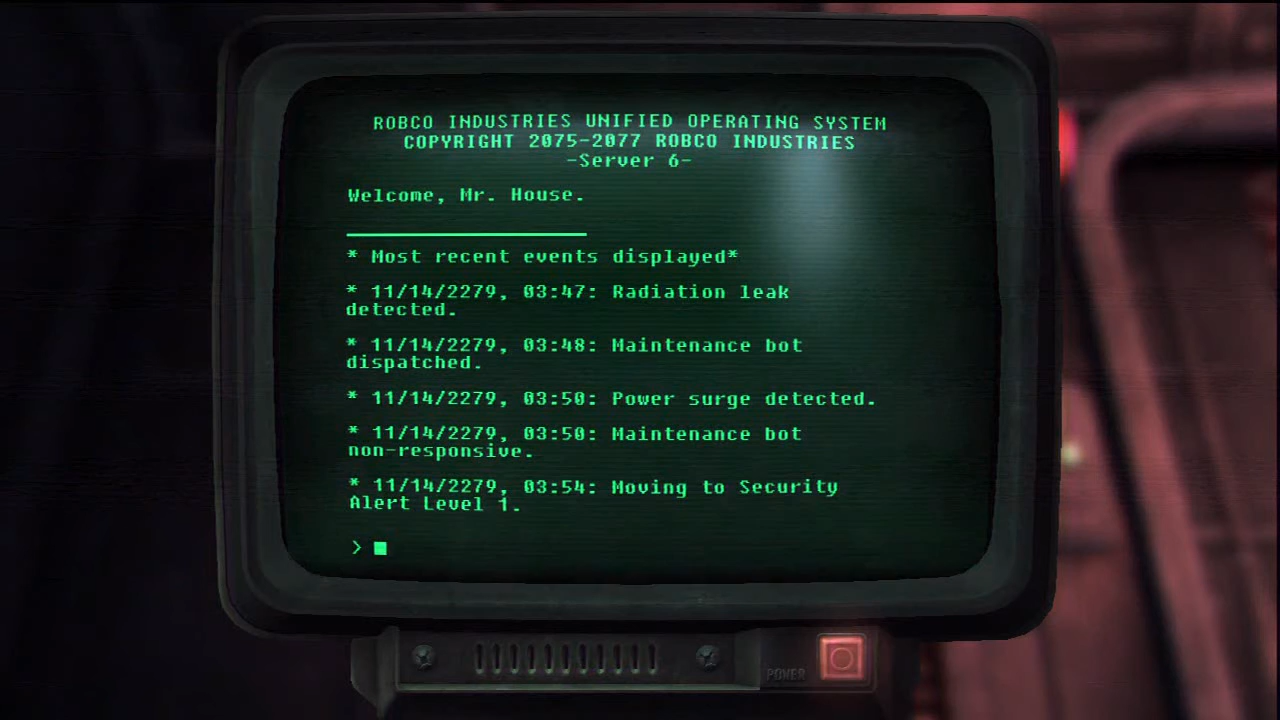 ROBCO INDUSTRIES UNIFIED OPERATING SYSTEM
COPYRIGHT 2075-2077 ROBCO INDUSTRIES
-Server 6-
Welcome, Mr. House.
* Most recent events displayed*
* 11/14/2279, 03:47: Radiation leak
detected.
* 11/14/2279, 03:48: Maintenance bot
dispatched.
* 11/14/2279, 03:50: Power surge detected.
* 11/14/2279, 03:50: Maintenance bot
non-responsive.
* 11/14/2279, 03:54: Moving to Security
Alert Level 1.
>
POWER